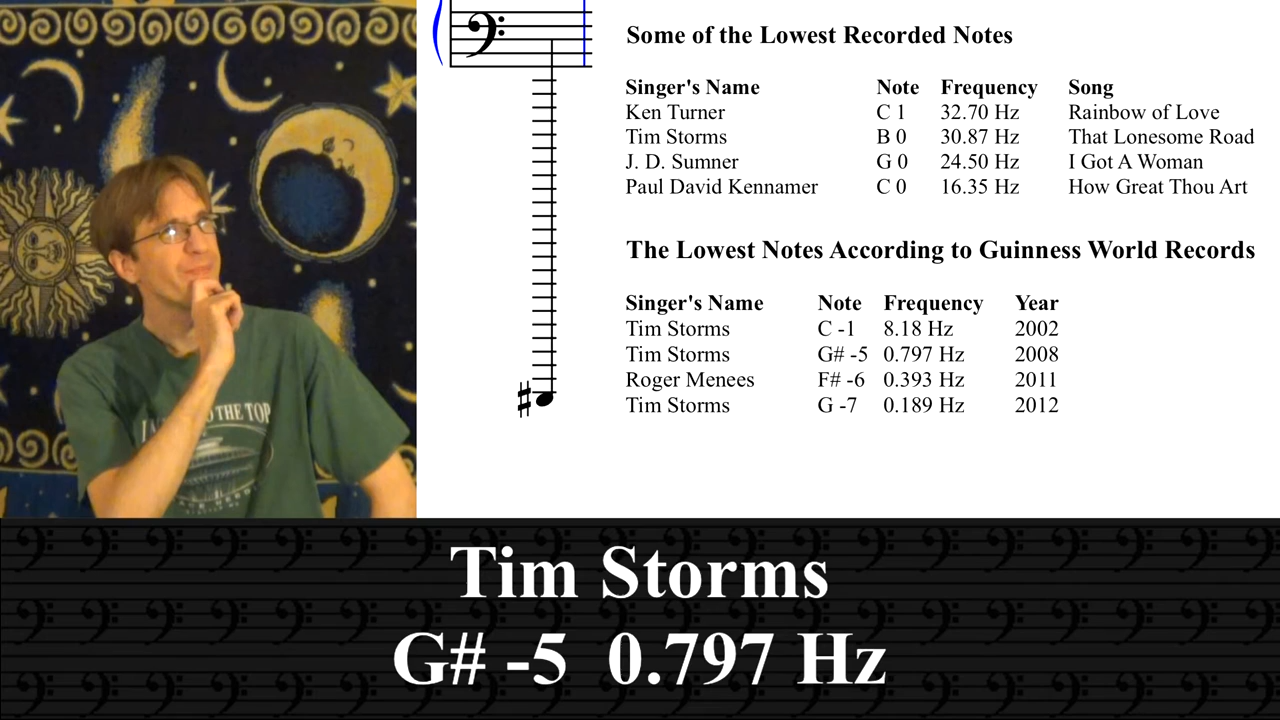 Some of the Lowest Recorded Notes
Singer's Name Note Frequency Song
Ken Turner C 1 32.70 Hz Rainbow of Love
Tim Storms B 0 30.87 Hz That Lonesome Road
J. D. Sumner G 0 24.50 Hz I Got A Woman
Paul David Kennamer C 0 16.35 Hz How Great Thou Art
The Lowest Notes According to Guinness World Records
Singer's Name Note Frequency Year
Tim Storms C -1 8.18 Hz 2002
Tim Storms G# -5 0.797 Hz 2008
Roger Menees F# -6 0.393 Hz 2011
Tim Storms G -7 0.189 Hz 2012
THE TOP
Tim Storms
G# -5 0.797 Hz